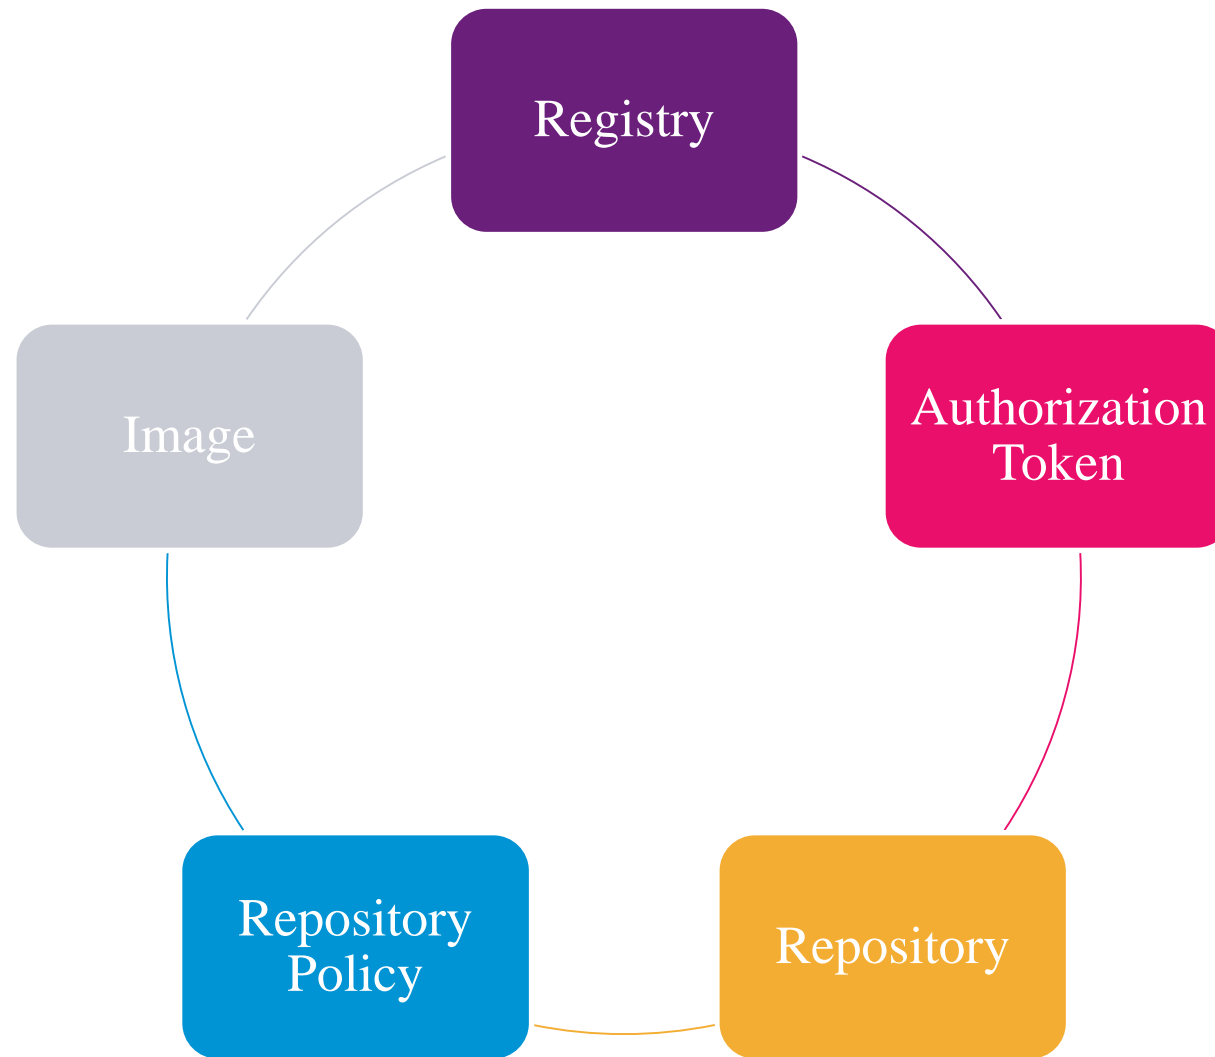 Registry
Authorization
Token
Image
Repository
Policy
Repository